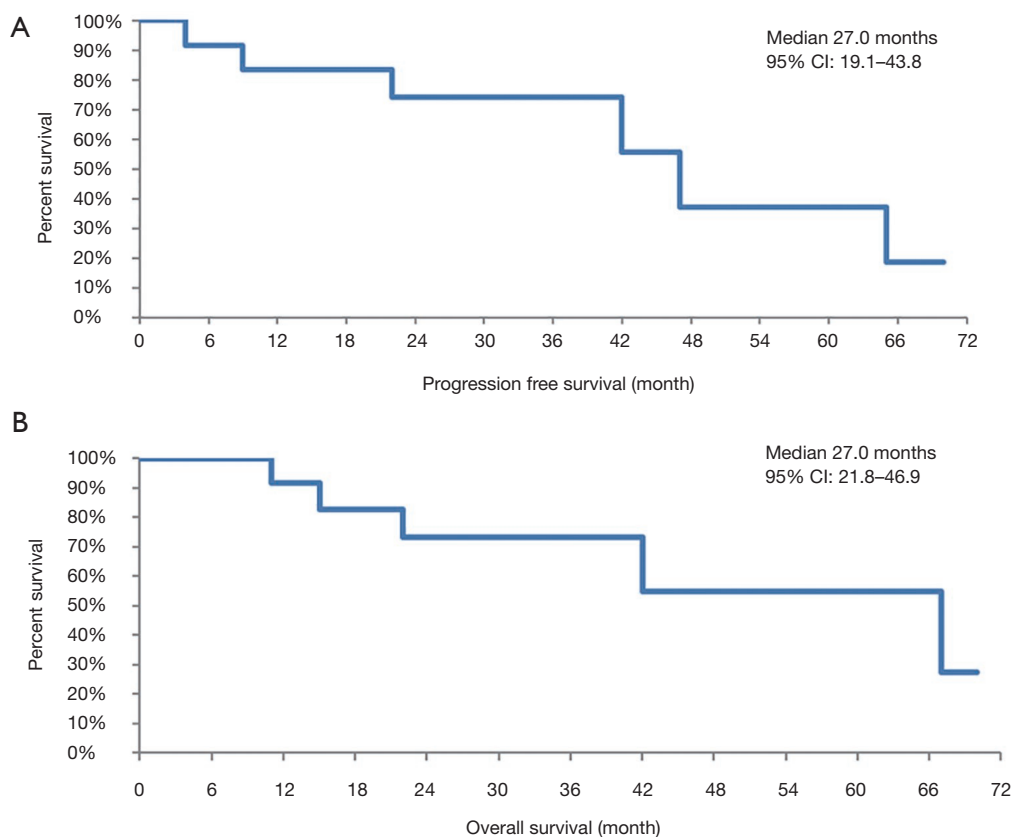 A
Median 27.0 months
95% CI: 19.1–43.8
Percent survival
100%
90%
80%
70%
60%
50%
40%
30%
20%
10%
0%
0 6 12 18 24 30 36 42 48 54 60 66 72
Progression free survival (month)
B
Median 27.0 months
95% CI: 21.8–46.9
Percent survival
100%
90%
80%
70%
60%
50%
40%
30%
20%
10%
0%
0 6 12 18 24 30 36 42 48 54 60 66 72
Overall survival (month)